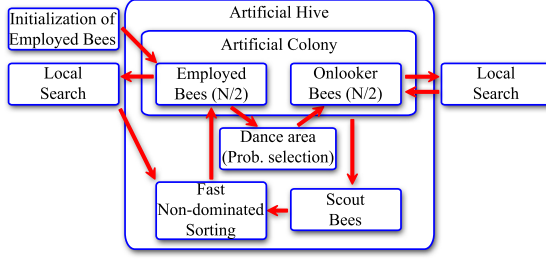 Artificial Hive
Initialization of
Employed Bees
Artificial Colony
Local
Search
Employed
Bees (N/2)
Onlooker
Bees (N/2)
Local
Search
Dance area
(Prob. selection)
Fast
Non-dominated
Sorting
Scout
Bees